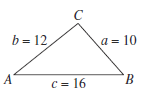 C
b = 12
a = 10
A
B
c = 16